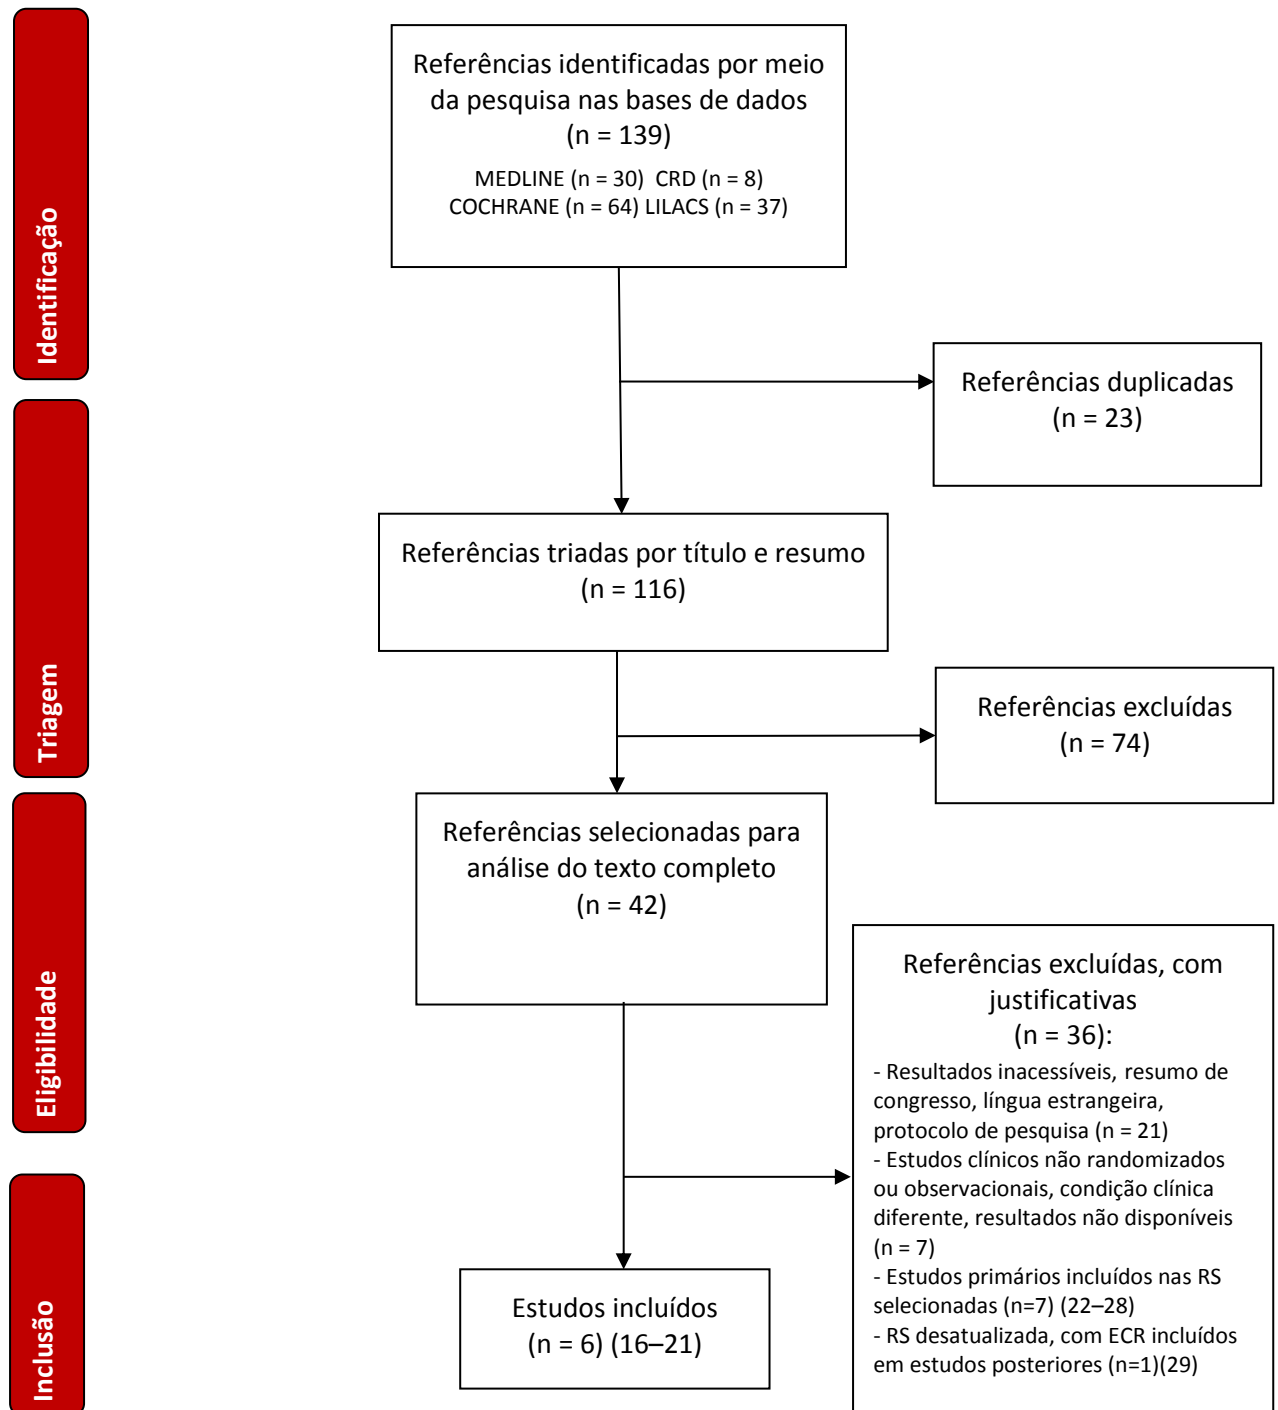 Identificação
Referências identificadas por meio
da pesquisa nas bases de dados
(n = 139)
MEDLINE (n = 30)  CRD (n = 8)
COCHRANE (n = 64) LILACS (n = 37)
Referências duplicadas
(n = 23)
Triagem
Referências triadas por título e resumo
(n = 116)
Referências excluídas
(n = 74)
Eligibilidade
Referências selecionadas para
análise do texto completo
(n = 42)
Referências excluídas, com
justificativas
(n = 36):
- Resultados inacessíveis, resumo de
congresso, língua estrangeira,
protocolo de pesquisa (n = 21)
- Estudos clínicos não randomizados
ou observacionais, condição clínica
diferente, resultados não disponíveis
(n = 7)
- Estudos primários incluídos nas RS
selecionadas (n=7) (22–28)
- RS desatualizada, com ECR incluídos
em estudos posteriores (n=1)(29)
Inclusão
Estudos incluídos
(n = 6) (16–21)